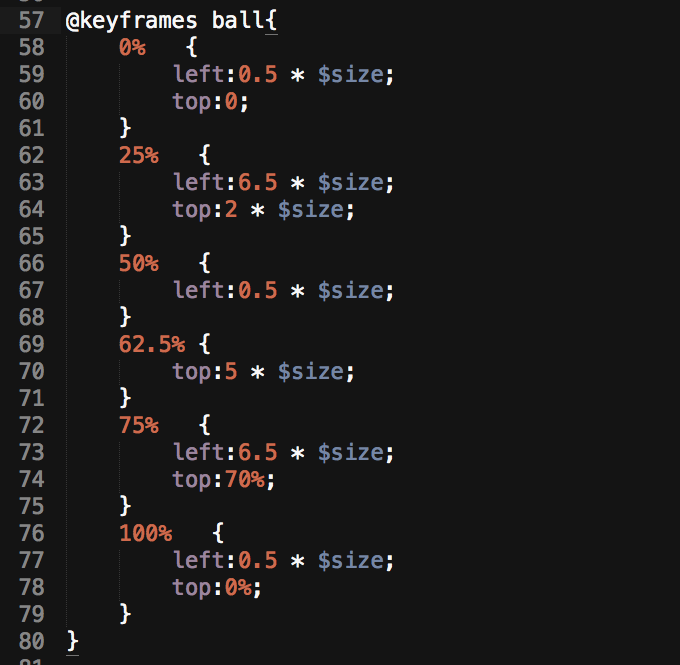 57 @keyframes ball{
58     0%   {
59         left:0.5 * $size;
60         top:0;
61     }
62     25%   {
63         left:6.5 * $size;
64         top:2 * $size;
65     }
66     50%   {
67         left:0.5 * $size;
68     }
69     62.5% {
70         top:5 * $size;
71     }
72     75%   {
73         left:6.5 * $size;
74         top:70%;
75     }
76     100%   {
77         left:0.5 * $size;
78         top:0%;
79     }
80 }